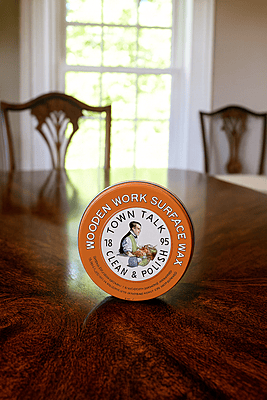 WOODEN WORK SURFACE WAX
TOWN TALK
18 95
CLEAN & POLISH